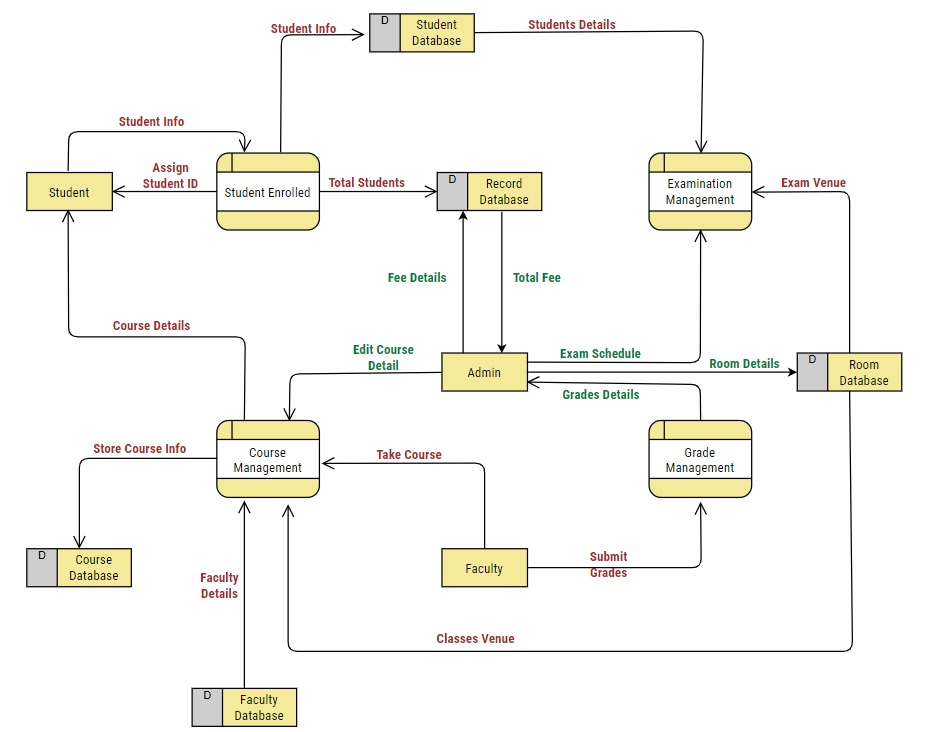 Student Info
D
Student
Database
Students Details
Student Info
Student
Assign
Student ID
Student Enrolled
Total Students
D
Record
Database
Examination
Management
Exam Venue
Fee Details
Total Fee
Course Details
Edit Course
Detail
Admin
Exam Schedule
Room Details
Grades Details
D
Room
Database
Store Course Info
Course
Management
Take Course
Grade
Management
D
Course
Database
Faculty
Details
Faculty
Submit
Grades
Classes Venue
D
Faculty
Database